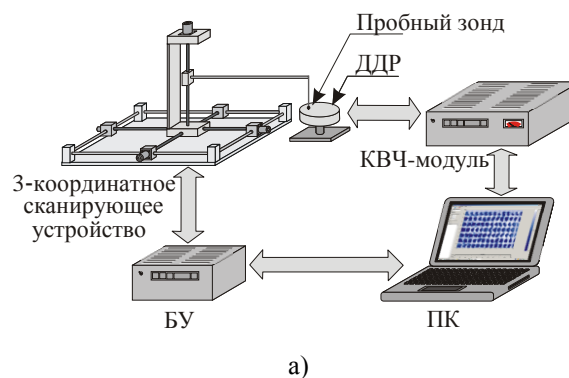 Пробный зонд
ДДР
КВЧ-модуль
3-координатное
сканирующее
устройство
БУ
ПК
а)